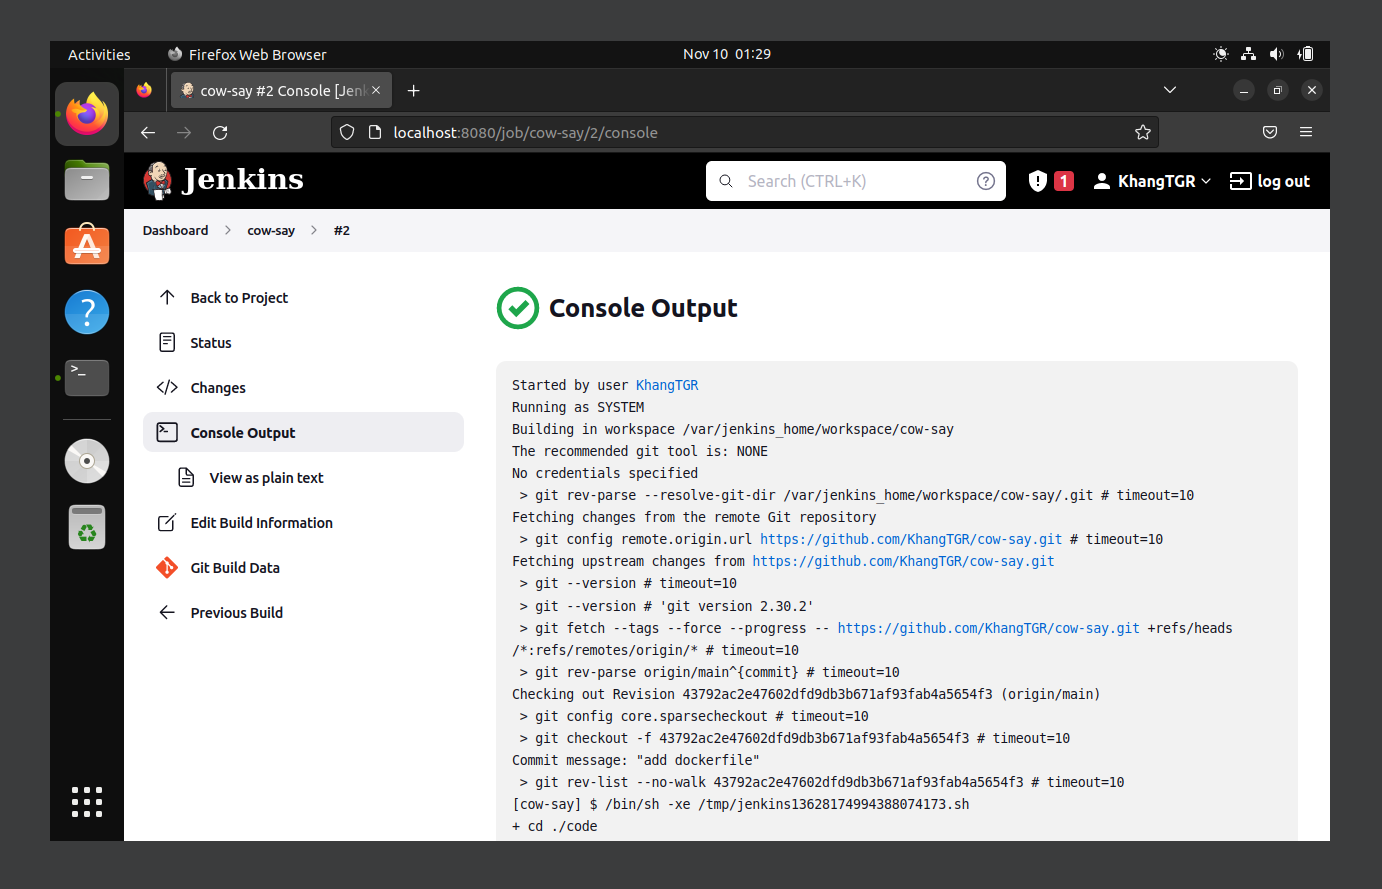 Activities
Firefox Web Browser
Nov 10 01:29
cow-say #2 Console [Jenk
localhost:8080/job/cow-say/2/console
Jenkins
Search (CTRL+K)
1
KhangTGR
log out
Dashboard
cow-say
#2
Back to Project
Status
Changes
Console Output
View as plain text
Edit Build Information
Git Build Data
Previous Build
Console Output
Started by user KhangTGR
Running as SYSTEM
Building in workspace /var/jenkins_home/workspace/cow-say
The recommended git tool is: NONE
No credentials specified
> git rev-parse --resolve-git-dir /var/jenkins_home/workspace/cow-say/.git # timeout=10
Fetching changes from the remote Git repository
> git config remote.origin.url https://github.com/KhangTGR/cow-say.git # timeout=10
Fetching upstream changes from https://github.com/KhangTGR/cow-say.git
> git --version # timeout=10
> git --version # 'git version 2.30.2'
> git fetch --tags --force --progress -- https://github.com/KhangTGR/cow-say.git +refs/heads
/*:refs/remotes/origin/* # timeout=10
> git rev-parse origin/main^{commit} # timeout=10
Checking out Revision 43792ac2e47602dfd9db3b671af93fab4a5654f3 (origin/main)
> git config core.sparsecheckout # timeout=10
> git checkout -f 43792ac2e47602dfd9db3b671af93fab4a5654f3 # timeout=10
Commit message: "add dockerfile"
> git rev-list --no-walk 43792ac2e47602dfd9db3b671af93fab4a5654f3 # timeout=10
[cow-say] $ /bin/sh -xe /tmp/jenkins13628174994388074173.sh
+ cd ./code